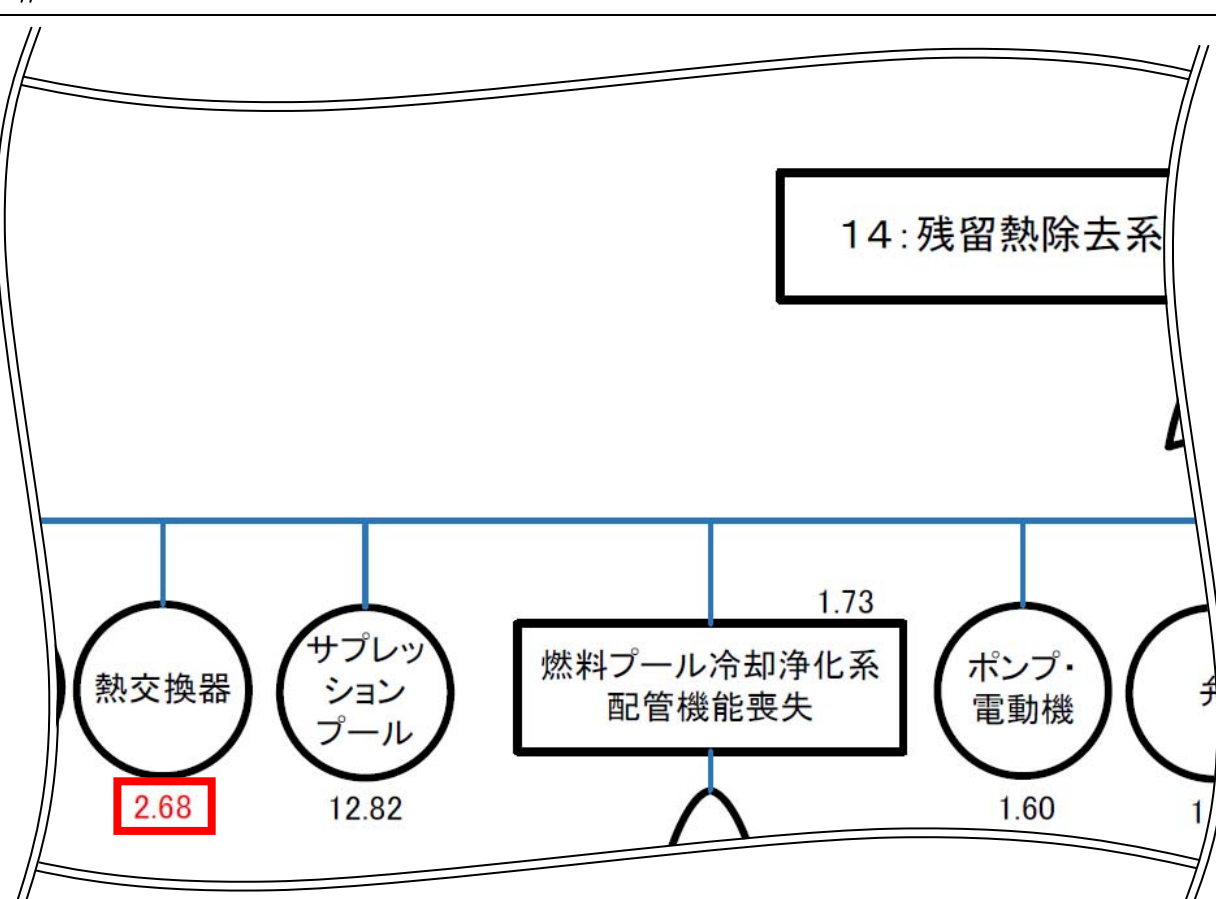 14:残留熱除去系
1.73
熱交換器
サプレッ
ション
プール
燃料プール冷却浄化系
配管機能喪失
ポンプ・
電動機
2.68
12.82
1.60